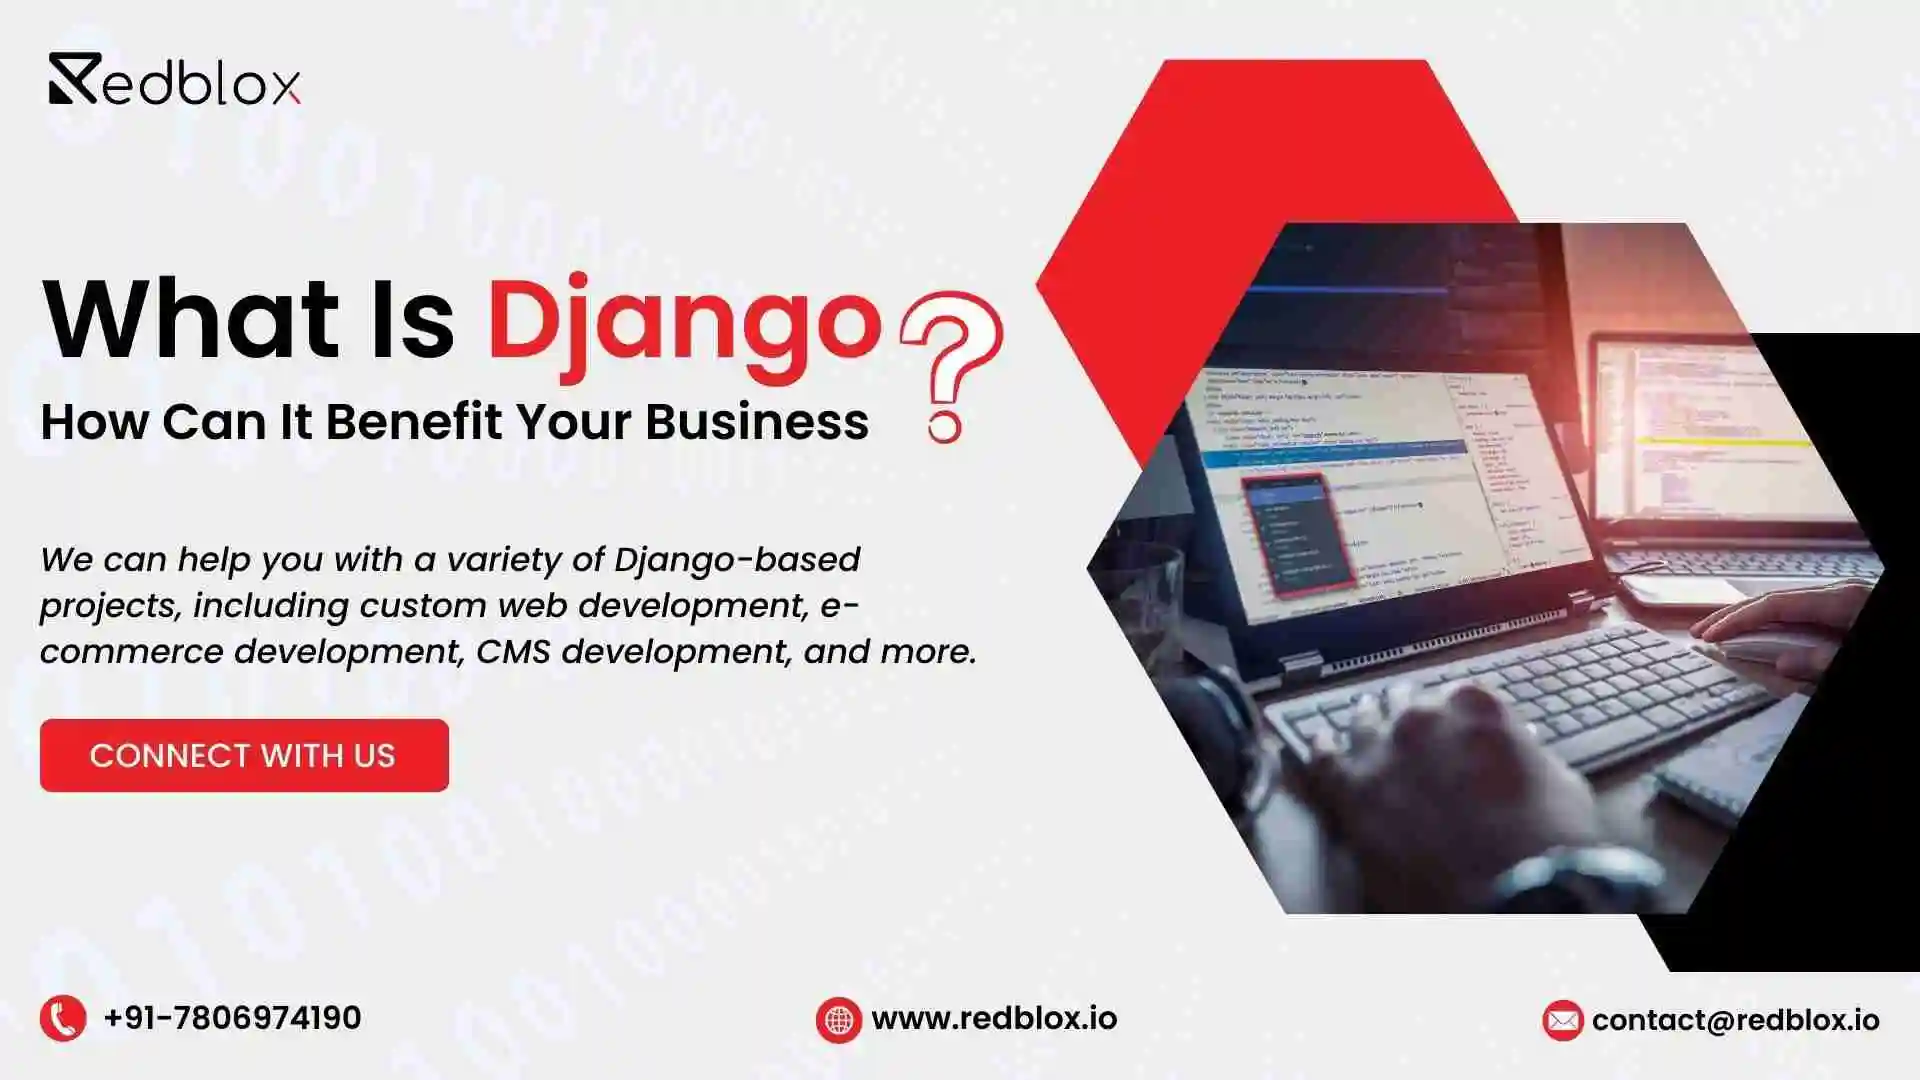 Redblox
What Is Django?
How Can It Benefit Your Business
We can help you with a variety of Django-based
projects, including custom web development, e-
commerce development, CMS development, and more.
CONNECT WITH US
+91-7806974190
www.redblox.io
contact@redblox.io